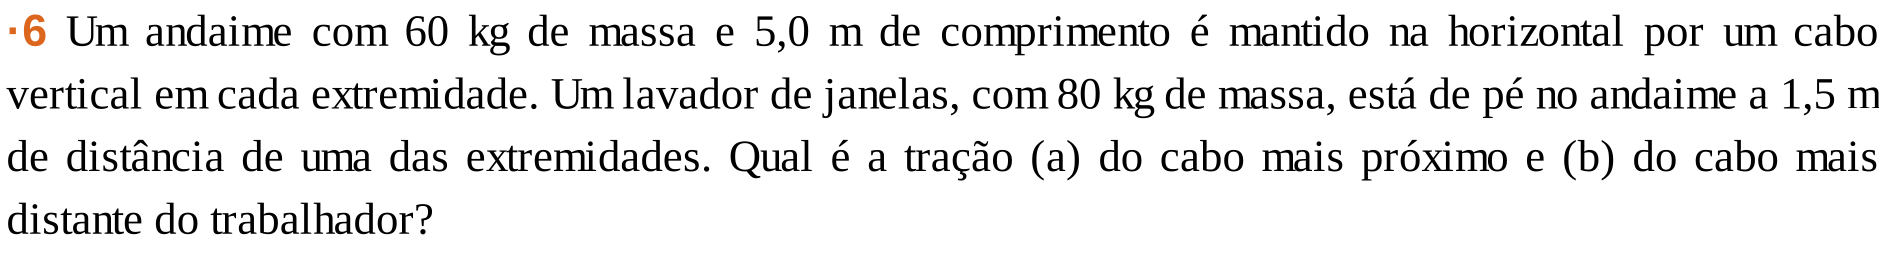 ·6 Um andaime com 60 kg de massa e 5,0 m de comprimento é mantido na horizontal por um cabo
vertical em cada extremidade. Um lavador de janelas, com 80 kg de massa, está de pé no andaime a 1,5 m
de distância de uma das extremidades. Qual é a tração (a) do cabo mais próximo e (b) do cabo mais
distante do trabalhador?